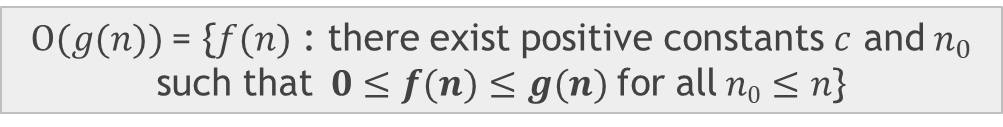 O(g(n)) = {f(n) : there exist positive constants c and n₀
such that 0 ≤ f(n) ≤ g(n) for all n₀ ≤ n}